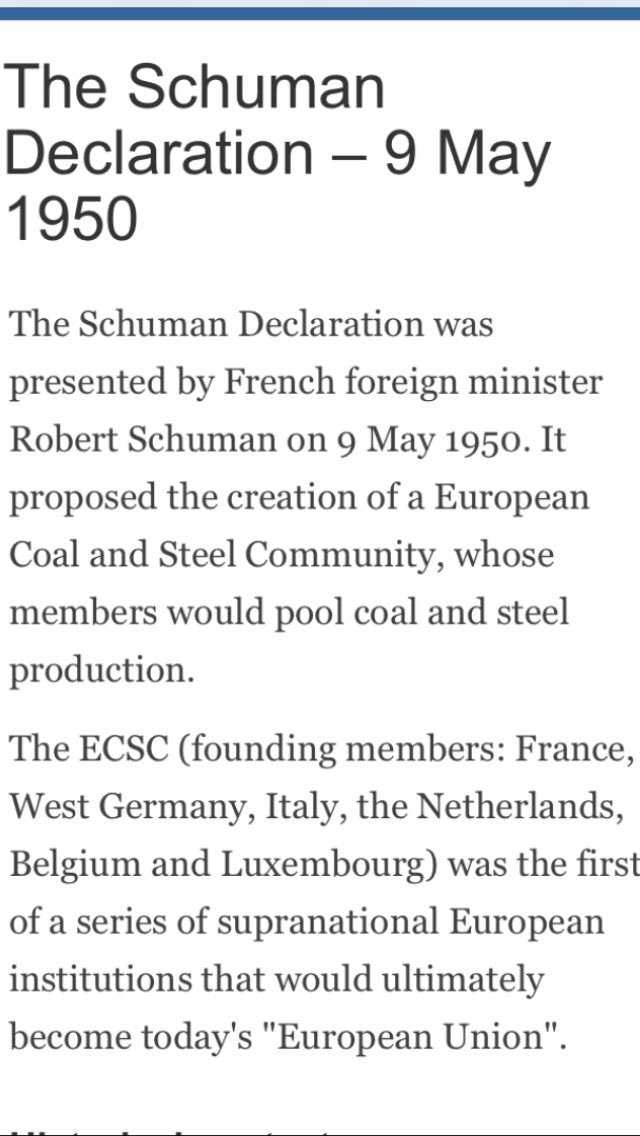 The Schuman
Declaration – 9 May
1950
The Schuman Declaration was
presented by French foreign minister
Robert Schuman on 9 May 1950. It
proposed the creation of a European
Coal and Steel Community, whose
members would pool coal and steel
production.
The ECSC (founding members: France,
West Germany, Italy, the Netherlands,
Belgium and Luxembourg) was the first
of a series of supranational European
institutions that would ultimately
become today's "European Union".